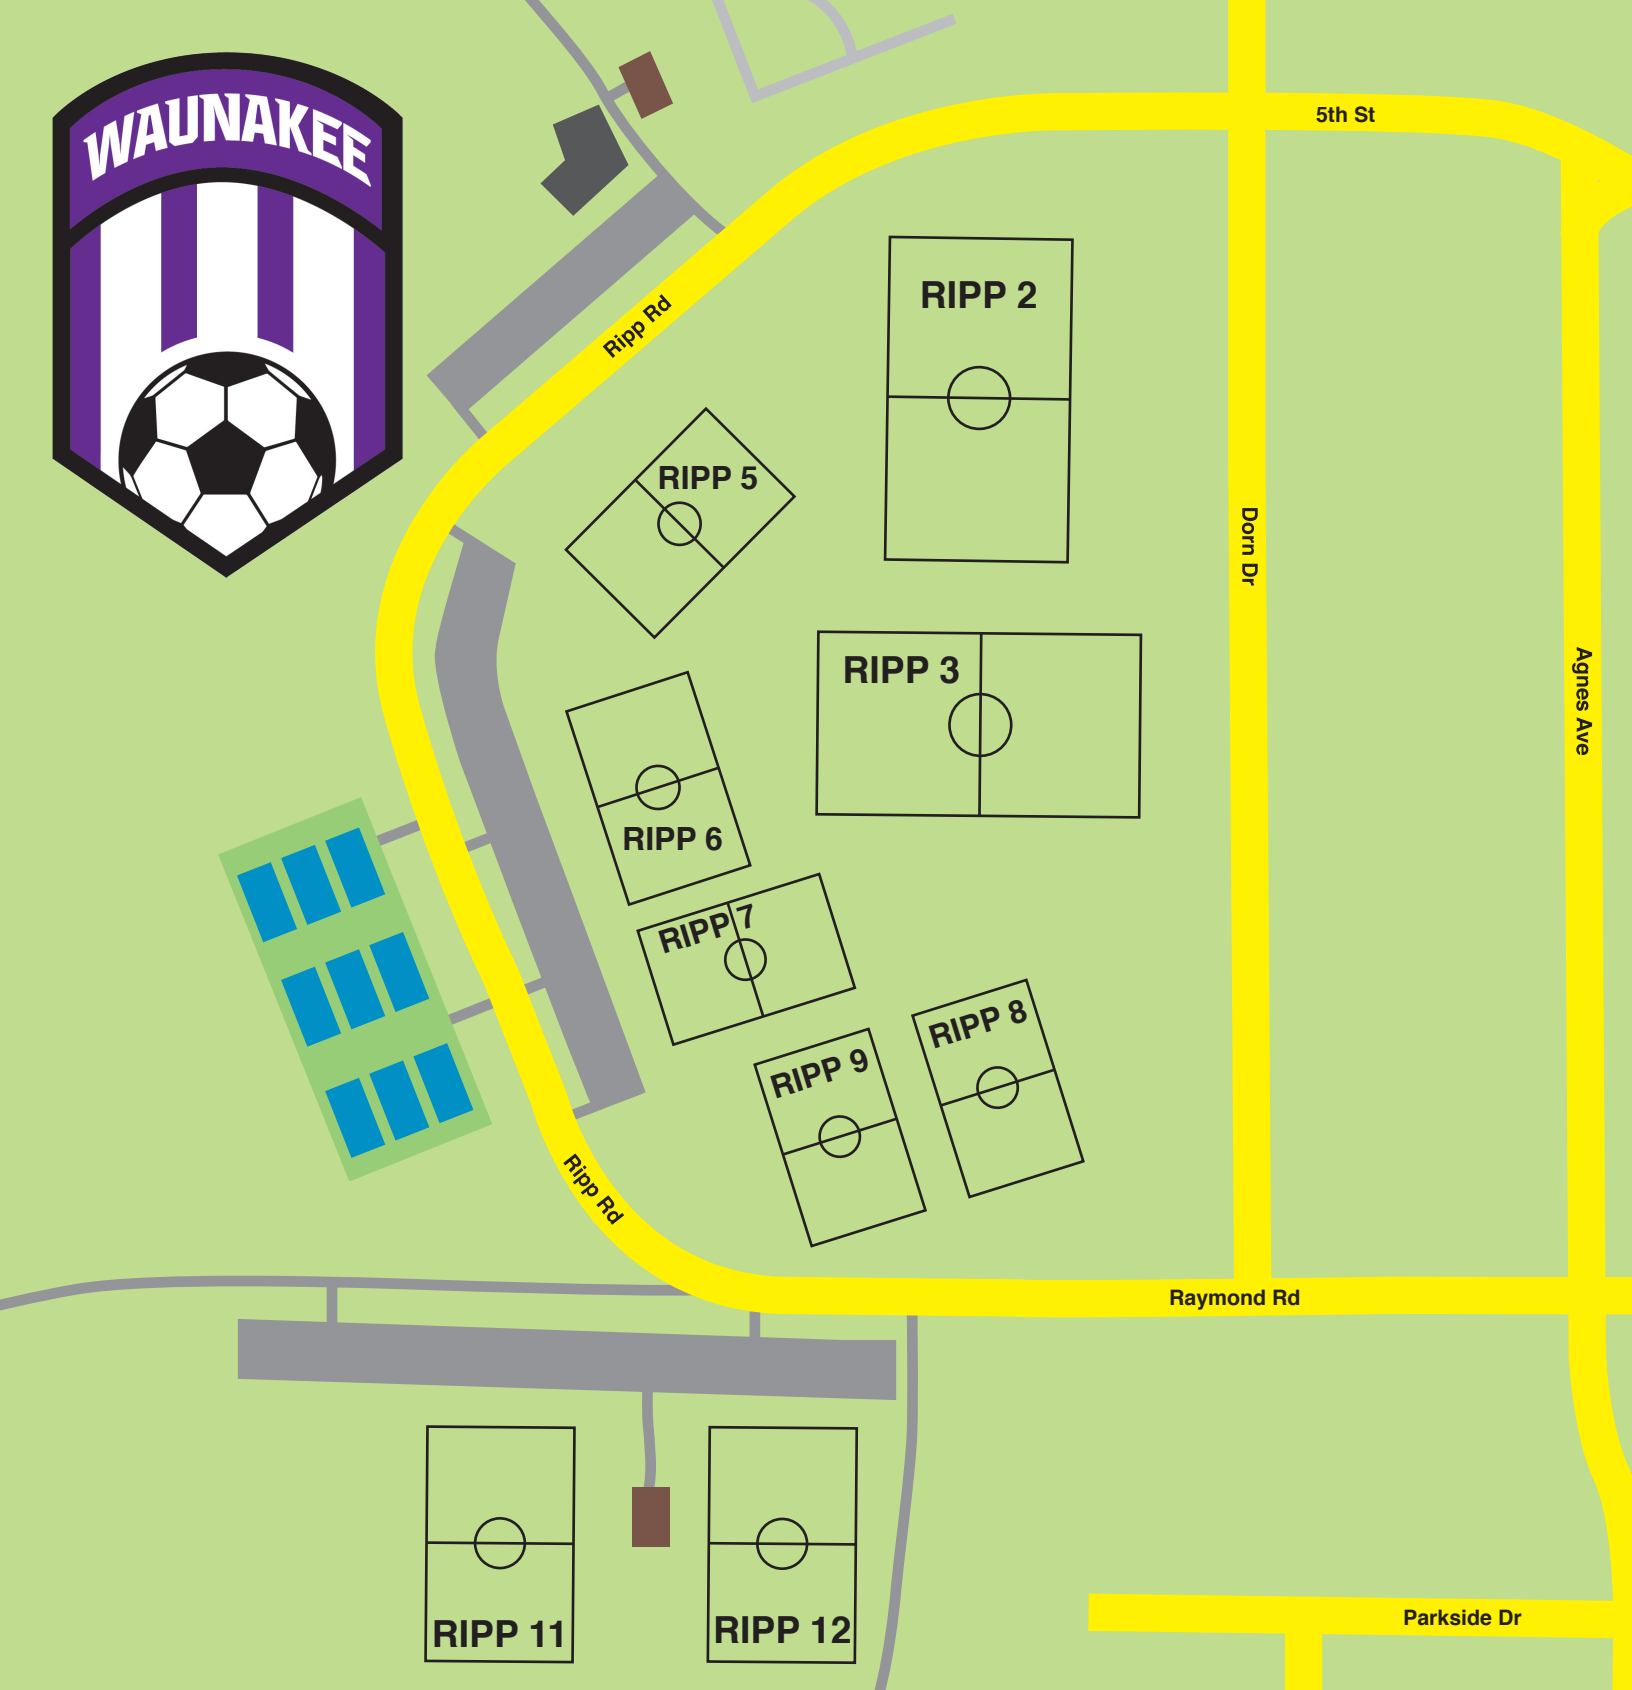 WAUNAKEE
5th St
RIPP 2
Ripp Rd
RIPP 5
Dorn Dr
RIPP 3
Agnes Ave
RIPP 6
RIPP 7
RIPP 8
RIPP 9
Ripp Rd
Raymond Rd
RIPP 11
RIPP 12
Parkside Dr